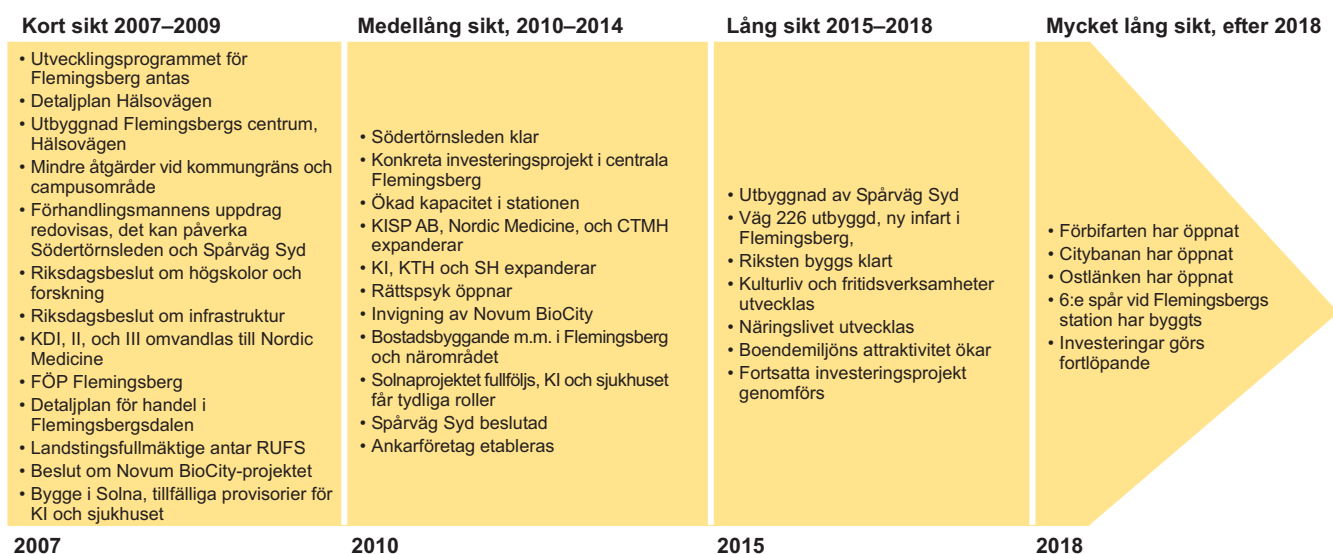 Kort sikt 2007–2009
• Utvecklingsprogrammet för
Flemingsberg antas
• Detaljplan Hälsovägen
• Utbyggnad Flemingsbergs centrum,
Hälsovägen
• Mindre åtgärder vid kommungräns och
campusområde
• Förhandlingsmannens uppdrag
redovisas, det kan påverka
Södertörnsleden och Spårväg Syd
• Riksdagsbeslut om högskolor och
forskning
• Riksdagsbeslut om infrastruktur
• KDI, II, och III omvandlas till Nordic
Medicine
• FÖP Flemingsberg
• Detaljplan för handel i
Flemingsbergsdalen
• Landstingsfullmäktige antar RUFS
• Beslut om Novum BioCity-projektet
• Bygge i Solna, tillfälliga provisorier för
KI och sjukhuset
2007
Medellång sikt, 2010–2014
• Södertörnsleden klar
• Konkreta investeringsprojekt i centrala
Flemingsberg
• Ökad kapacitet i stationen
• KISP AB, Nordic Medicine, och CTMH
expanderar
• KI, KTH och SH expanderar
• Rättspsyk öppnar
• Invigning av Novum BioCity
• Bostadsbyggande m.m. i Flemingsberg
och närområdet
• Solnaprojektet fullföljs, KI och sjukhuset
får tydliga roller
• Spårväg Syd beslutad
• Ankarföretag etableras
2010
Lång sikt 2015–2018
• Utbyggnad av Spårväg Syd
• Väg 226 utbyggd, ny infart i
Flemingsberg,
• Riksten byggs klart
• Kulturliv och fritidsverksamheter
utvecklas
• Näringslivet utvecklas
• Boendemiljöns attraktivitet ökar
• Fortsatta investeringsprojekt
genomförs
2015
Mycket lång sikt, efter 2018
• Förbifarten har öppnat
• Citybanan har öppnat
• Ostlänken har öppnat
• 6:e spår vid Flemingsbergs
station har byggts
• Investeringar görs
fortlöpande
2018